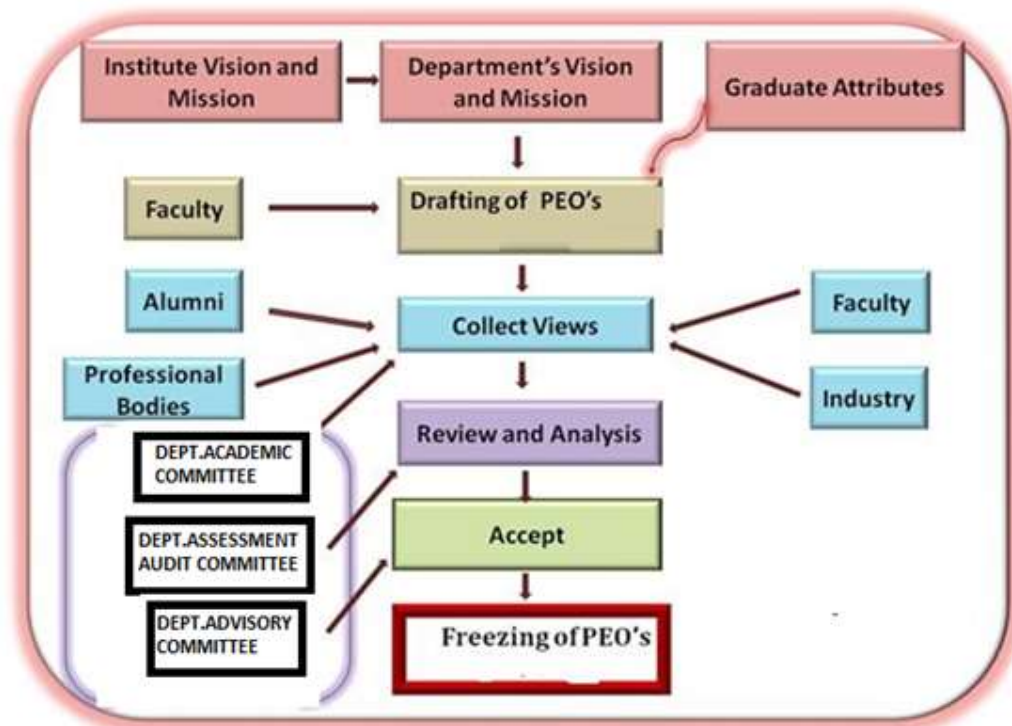 Institute Vision and
Mission
Department's Vision
and Mission
Graduate Attributes
Faculty
Drafting of PEO's
Alumni
Collect Views
Faculty
Professional
Bodies
Industry
Review and Analysis
DEPT.ACADEMIC
COMMITTEE
DEPT.ASSESSMENT
AUDIT COMMITTEE
Accept
DEPT.ADVISORY
COMMITTEE
Freezing of PEO's